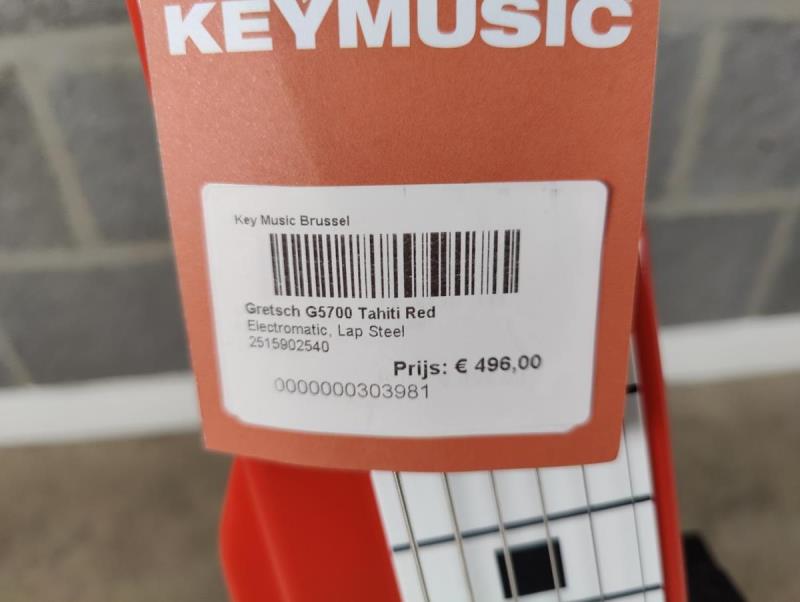 KEYMUSIC
Key Music Brussel
Gretsch G5700 Tahiti Red
Electromatic, Lap Steel
2515902540
Prijs: € 496,00
0000000303981